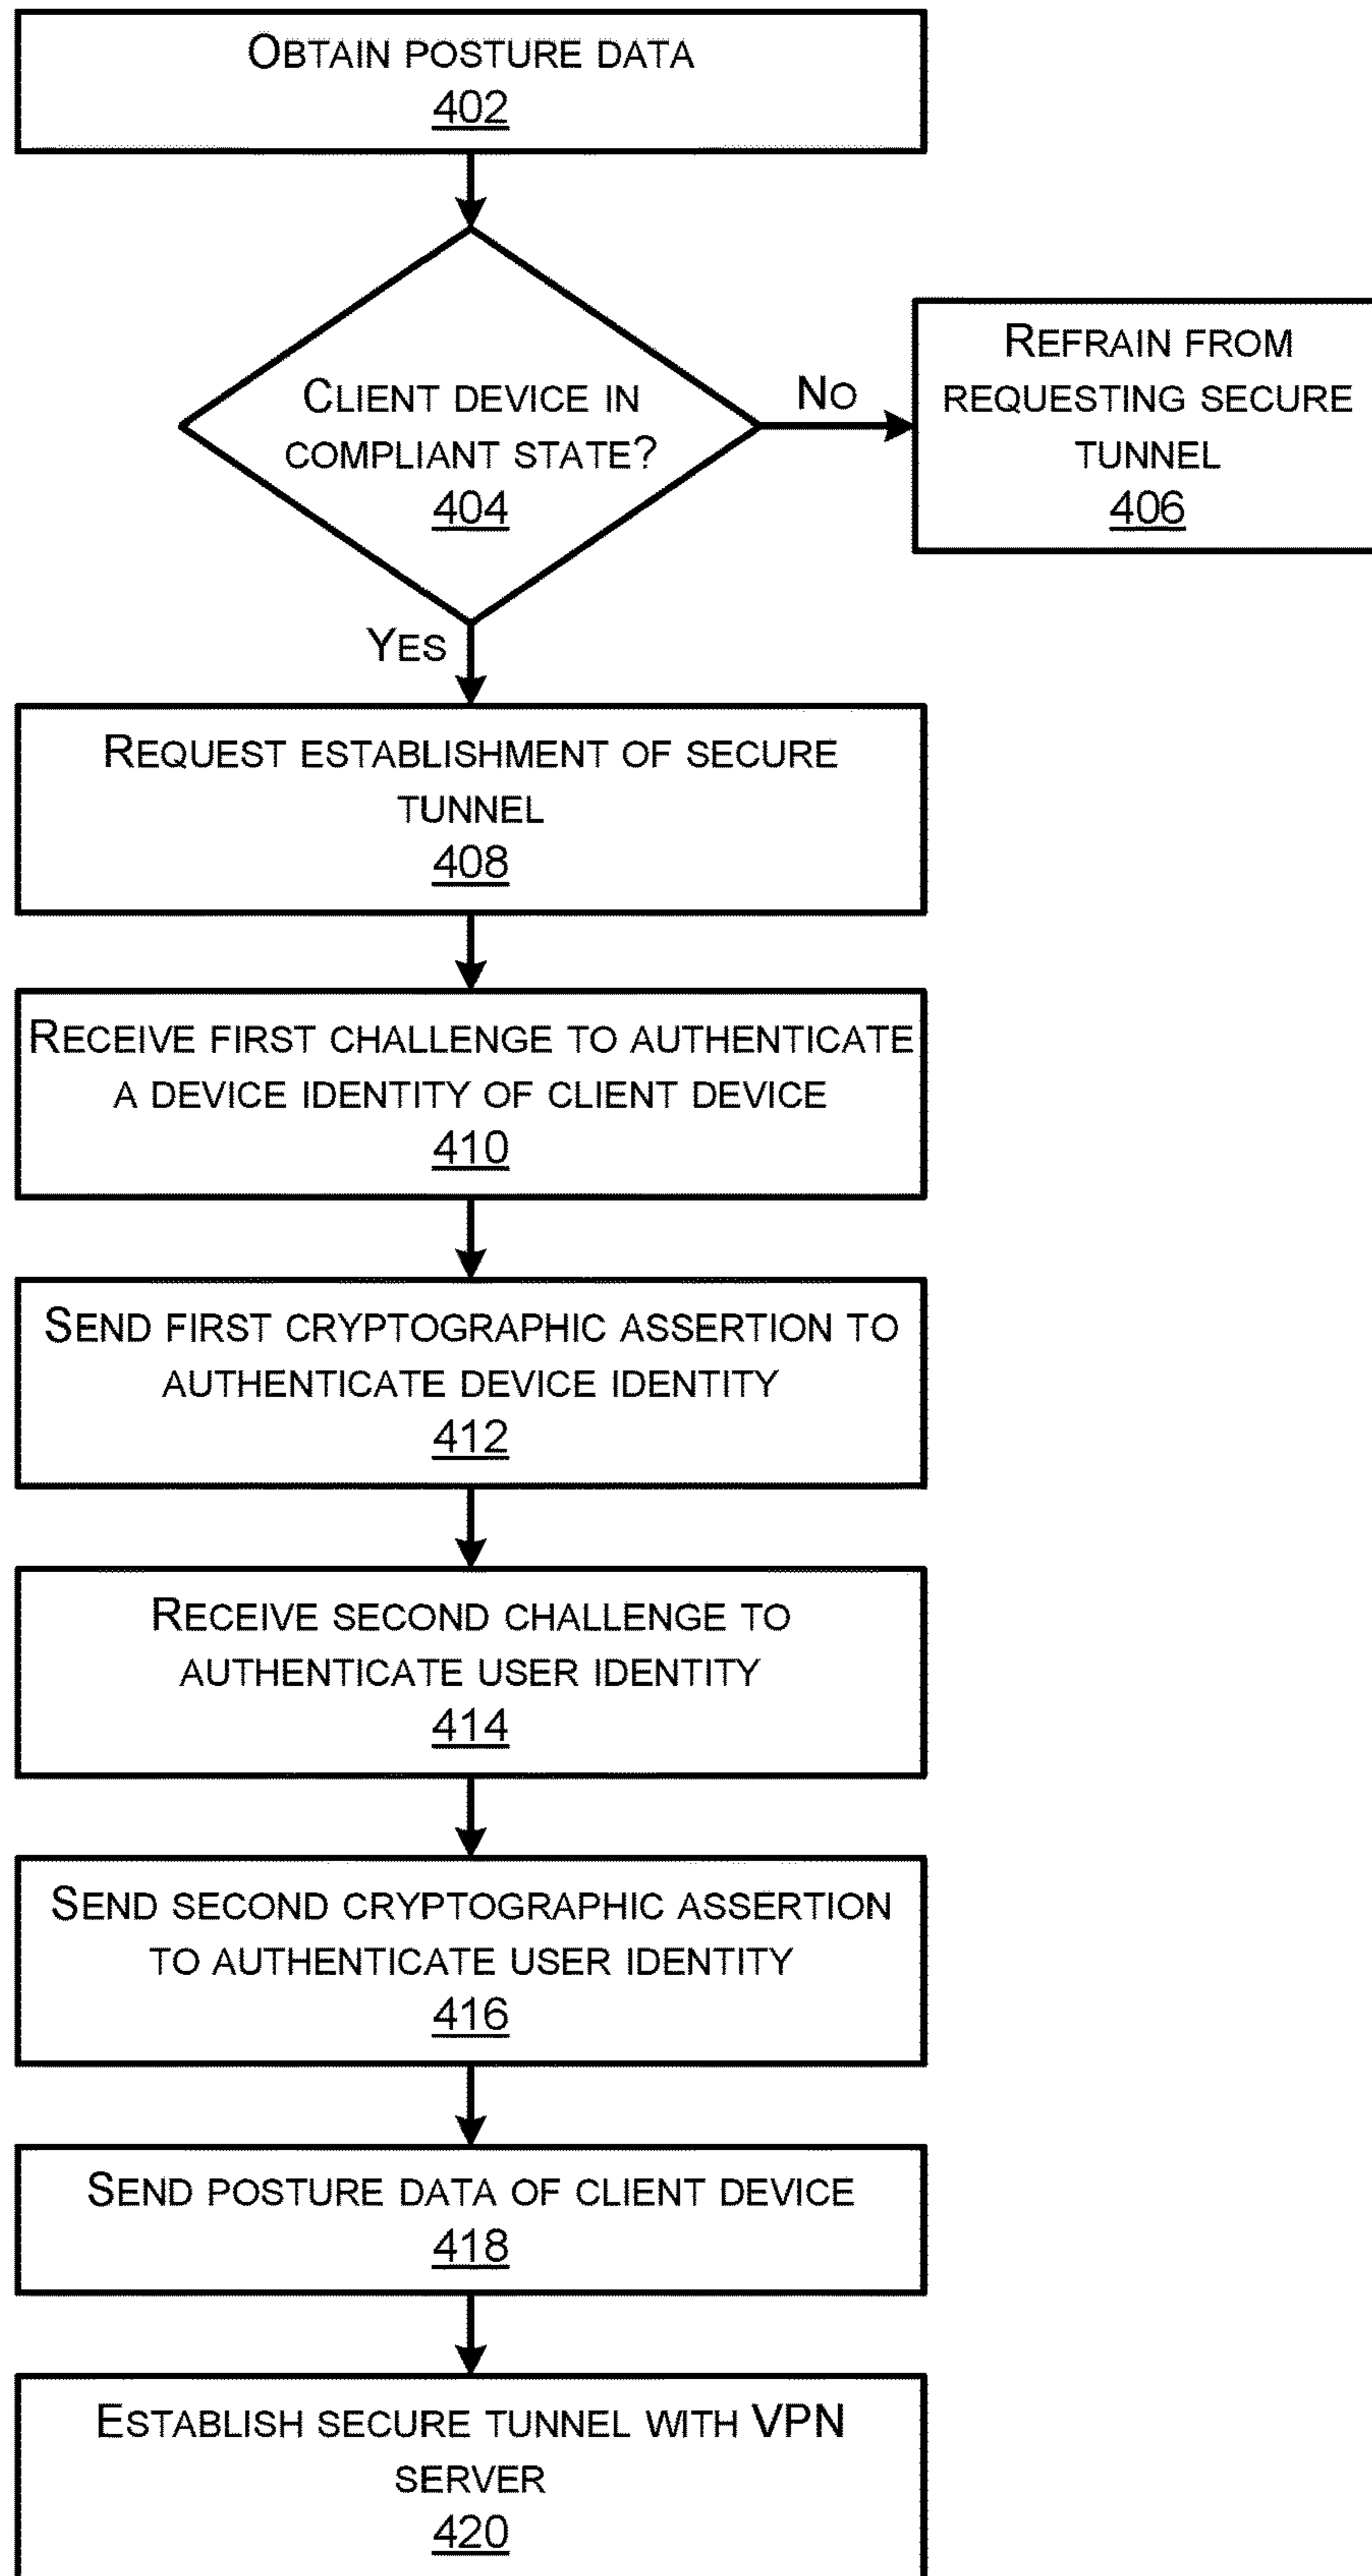 OBTAIN POSTURE DATA
402
CLIENT DEVICE IN
COMPLIANT STATE?
404
NO
REFRAIN FROM
REQUESTING SECURE
TUNNEL
406
YES
REQUEST ESTABLISHMENT OF SECURE
TUNNEL
408
RECEIVE FIRST CHALLENGE TO AUTHENTICATE
A DEVICE IDENTITY OF CLIENT DEVICE
410
SEND FIRST CRYPTOGRAPHIC ASSERTION TO
AUTHENTICATE DEVICE IDENTITY
412
RECEIVE SECOND CHALLENGE TO
AUTHENTICATE USER IDENTITY
414
SEND SECOND CRYPTOGRAPHIC ASSERTION
TO AUTHENTICATE USER IDENTITY
416
SEND POSTURE DATA OF CLIENT DEVICE
418
ESTABLISH SECURE TUNNEL WITH VPN
SERVER
420